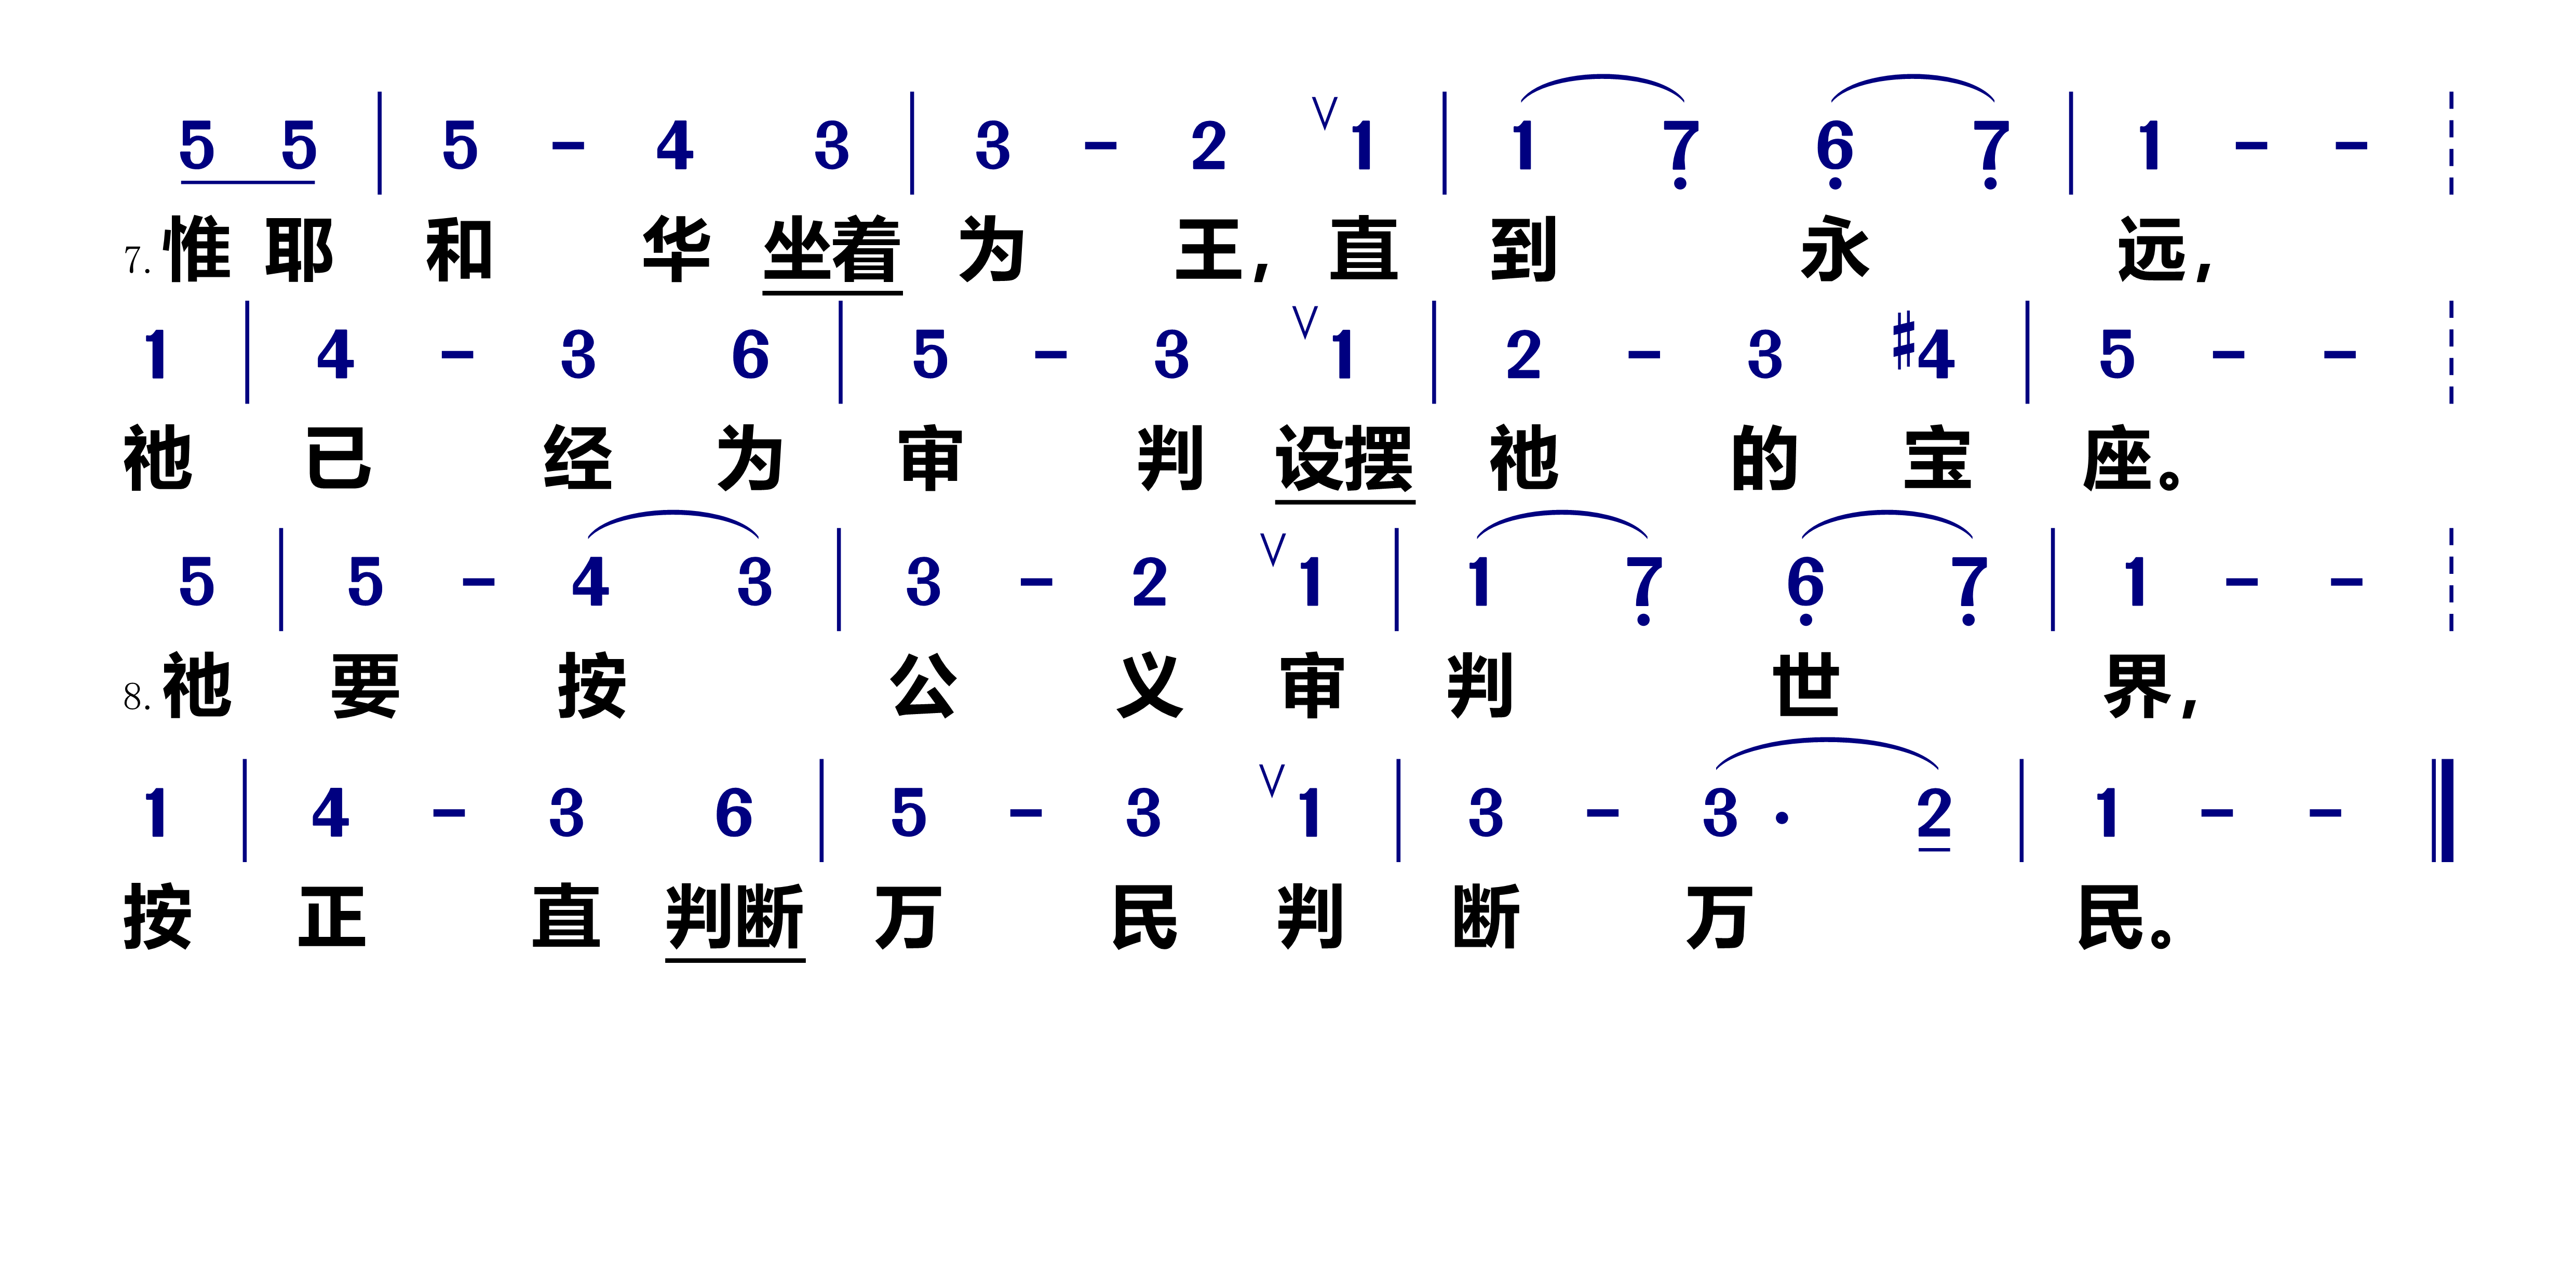 5 5 | 5 – 4 3 | 3 – 2 ∨1 | 1 7̣ 6̣ 7̣ | 1 – – ¦
7. 惟耶和华坐着为王，直到永远，
1 | 4 – 3 6 | 5 – 3 ∨1 | 2 – 3 ♯4 | 5 – – ¦
祂已经为审判设摆祂的宝座。
5 | 5 – 4 3 | 3 – 2 ∨1 | 1 7̣ 6̣ 7̣ | 1 – – ¦
8. 祂要按公义审判世界，
1 | 4 – 3 6 | 5 – 3 ∨1 | 3 – 3 · 2 | 1 – – ‖
按正直判断万民判断万民。